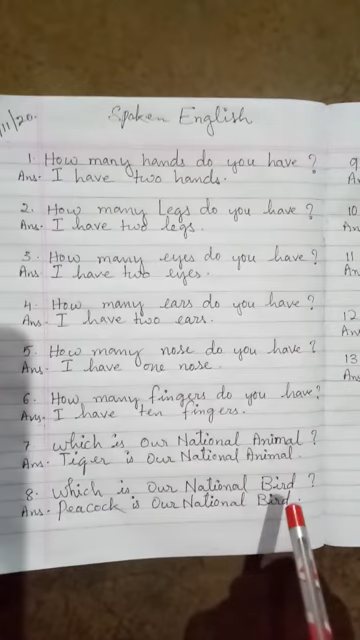 11/20.
Spoken English
1. How many hands do you have?
Ans. I have two hands.
2. How many Legs do you have?
Ans. I have two legs.
3. How many eyes do you have?
Ans. I have two eyes.
4. How many ears do you have?
Ans. I have two ears.
5. How many nose do you have?
Ans. I have one nose.
6. How many fingers do you have?
Ans. I have ten fingers.
7. which is Our National Animal?
Ans. Tiger is Our National Animal.
8. which is Our National Bird?
Ans. Peacock is Our National Bird.
9
An
10
An
11
An
12
An
13
An